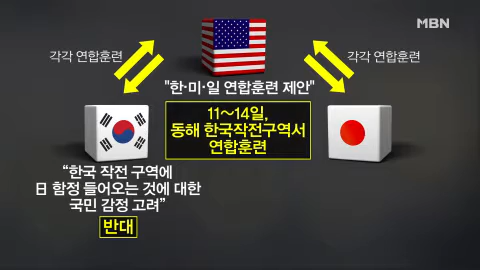 MBN
각각 연합훈련
각각 연합훈련
"한·미·일 연합훈련 제안"
11~14일,
동해 한국작전구역서
연합훈련
“한국 작전 구역에
日 함정 들어오는 것에 대한
국민 감정 고려”
반대